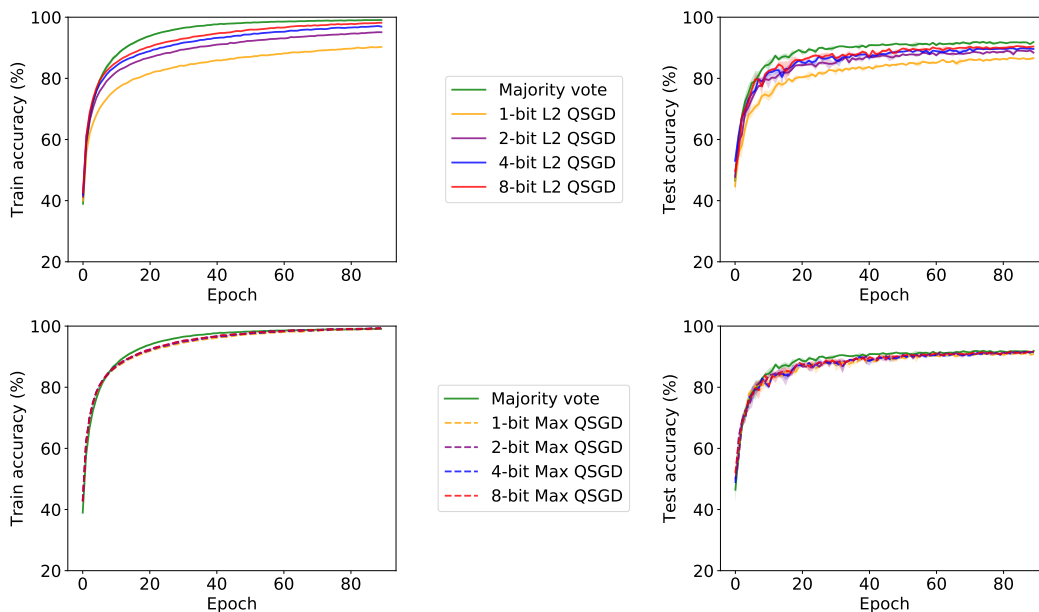 100
80
60
40
20
Train accuracy (%)
0 20 40 60 80
Epoch
Majority vote
1-bit L2 QSGD
2-bit L2 QSGD
4-bit L2 QSGD
8-bit L2 QSGD
100
80
60
40
20
Test accuracy (%)
0 20 40 60 80
Epoch
100
80
60
40
20
Train accuracy (%)
0 20 40 60 80
Epoch
Majority vote
1-bit Max QSGD
2-bit Max QSGD
4-bit Max QSGD
8-bit Max QSGD
100
80
60
40
20
Test accuracy (%)
0 20 40 60 80
Epoch